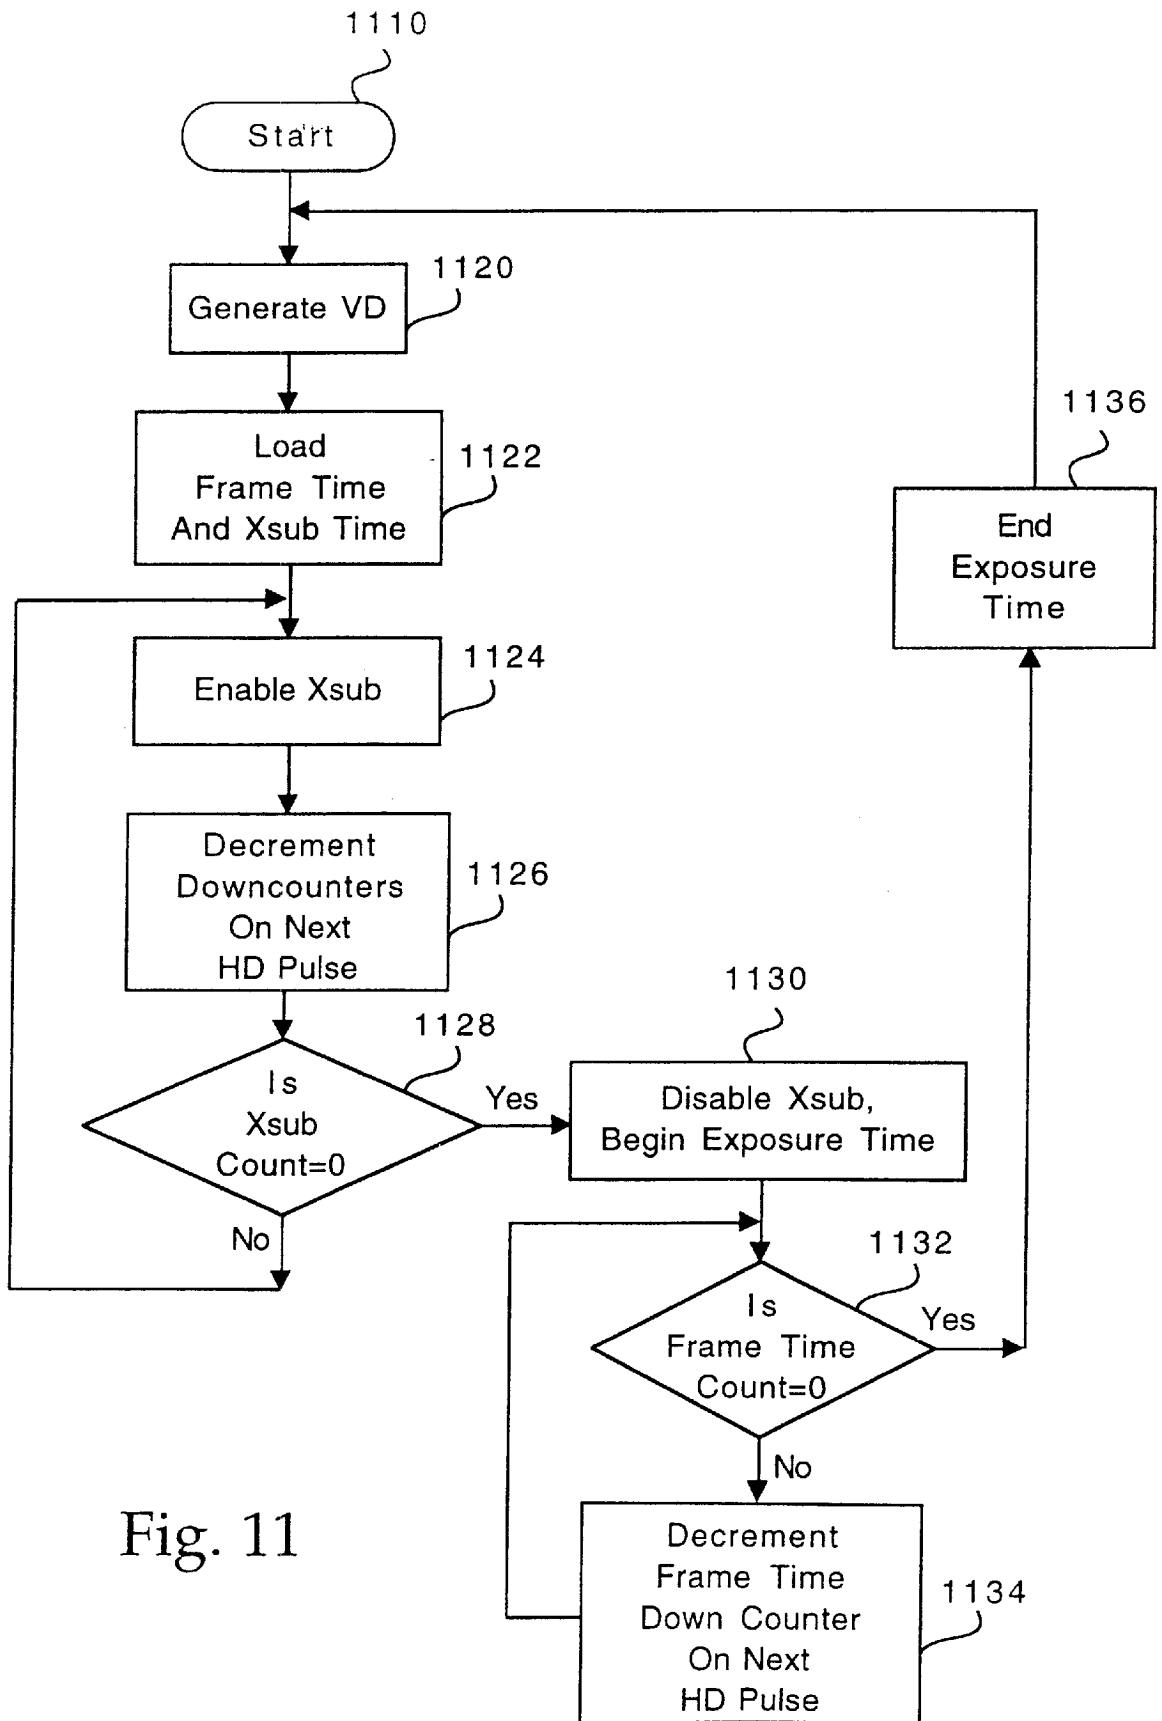 1110
Start
1120
Generate VD
1122
Load
Frame Time
And Xsub Time
1136
End
Exposure
Time
1124
Enable Xsub
1126
Decrement
Downcounters
On Next
HD Pulse
1128
Is
Xsub
Count=0
Yes
No
1130
Disable Xsub,
Begin Exposure Time
1132
Is
Frame Time
Count=0
Yes
No
1134
Decrement
Frame Time
Down Counter
On Next
HD Pulse
Fig. 11